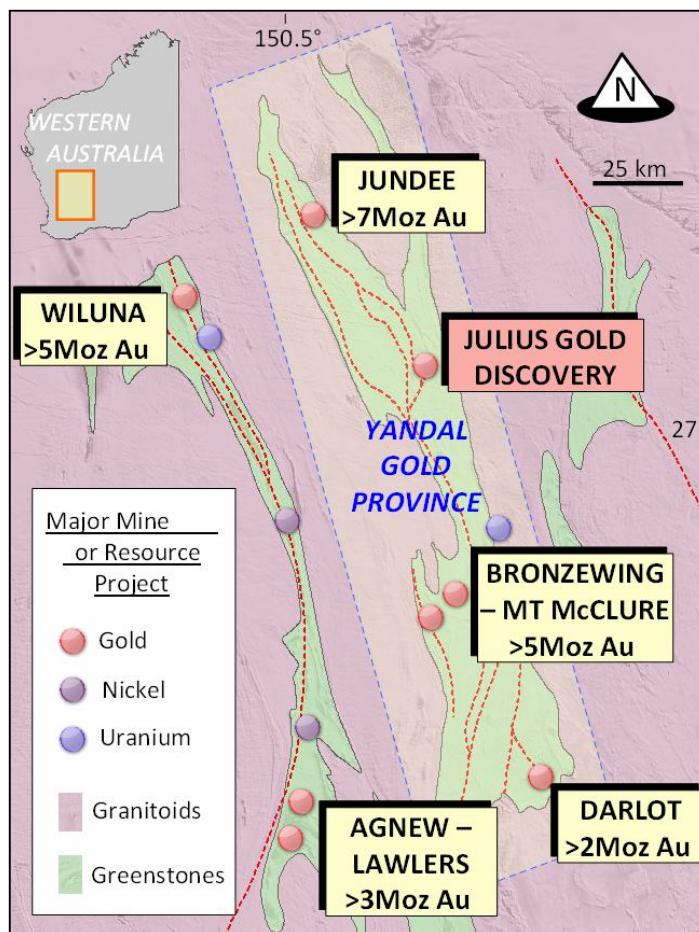 150.5°
WESTERN
AUSTRALIA
N
25 km
JUNDEE
>7Moz Au
WILUNA
>5Moz Au
JULIUS GOLD
DISCOVERY
27
YANDAL
GOLD
PROVINCE
BRONZEWING
– MT McCLURE
>5Moz Au
Major Mine
or Resource
Project
Gold
Nickel
Uranium
Granitoids
Greenstones
AGNEW –
LAWLERS
>3Moz Au
DARLOT
>2Moz Au